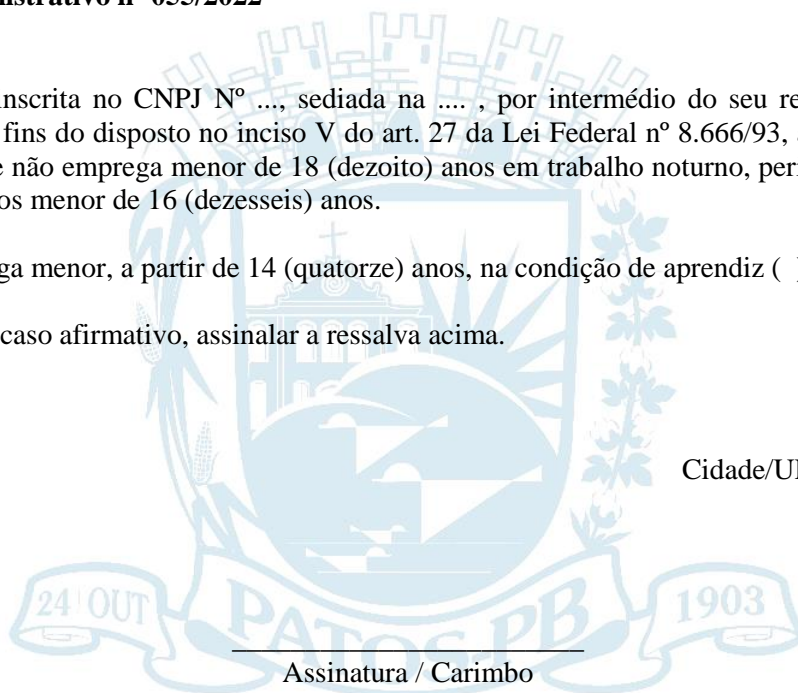 nistrativo nº 055/2022
inscrita no CNPJ Nº ..., sediada na .... , por intermédio do seu re
fins do disposto no inciso V do art. 27 da Lei Federal nº 8.666/93,
e não emprega menor de 18 (dezoito) anos em trabalho noturno, peri
os menor de 16 (dezesseis) anos.
ga menor, a partir de 14 (quatorze) anos, na condição de aprendiz ( )
caso afirmativo, assinalar a ressalva acima.
Cidade/U
24 OUT
PATOS-PB
1903
Assinatura / Carimbo